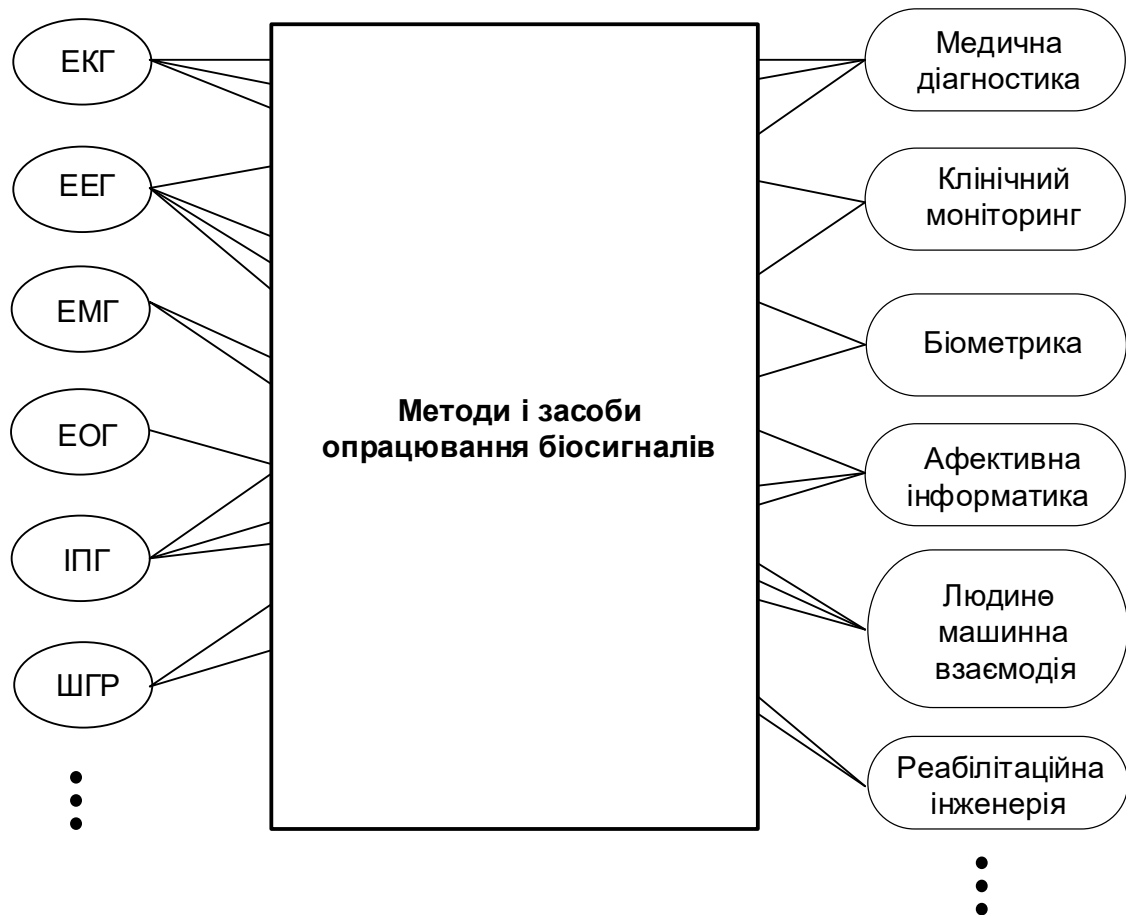 ЕКГ
ЕЕГ
ЕМГ
ЕОГ
ІПГ
ШГР
Методи і засоби
опрацювання біосигналів
Медична
діагностика
Клінічний
моніторинг
Біометрика
Афективна
інформатика
Людино-
машинна
взаємодія
Реабілітаційна
інженерія